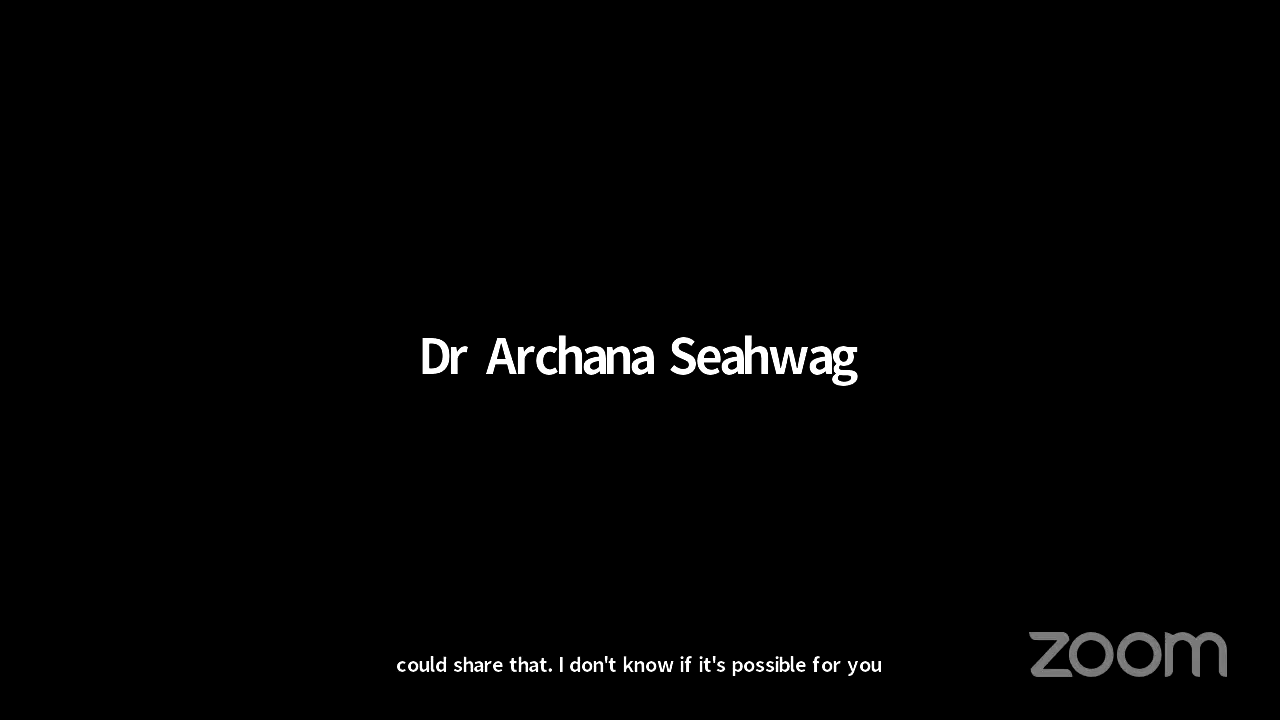 Dr Archana Seahwag
could share that. I don't know if it's possible for you
zoom